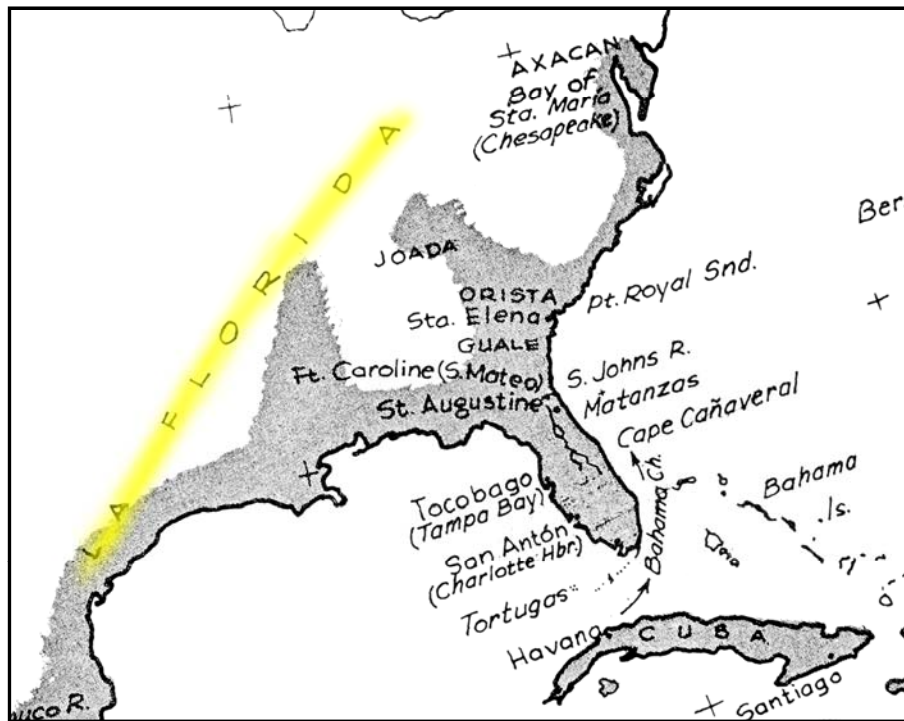 AXACAN
Bay of
Sta. Maria
(Chesapeake)
LA FLORIDA
Ber
JOADA
ORISTA
Pt. Royal Snd.
Sta. Elena
GUALE
Ft. Caroline (S. Mateo)
S. Johns R.
St. Augustine
Matanzas
Cape Cañaveral
Bahama Ch.
Bahama
Is.
Tocobago
(Tampa Bay)
San Antón
(Charlotte Hbr.)
Tortugas
Havana
CUBA
Santiago
uco R.